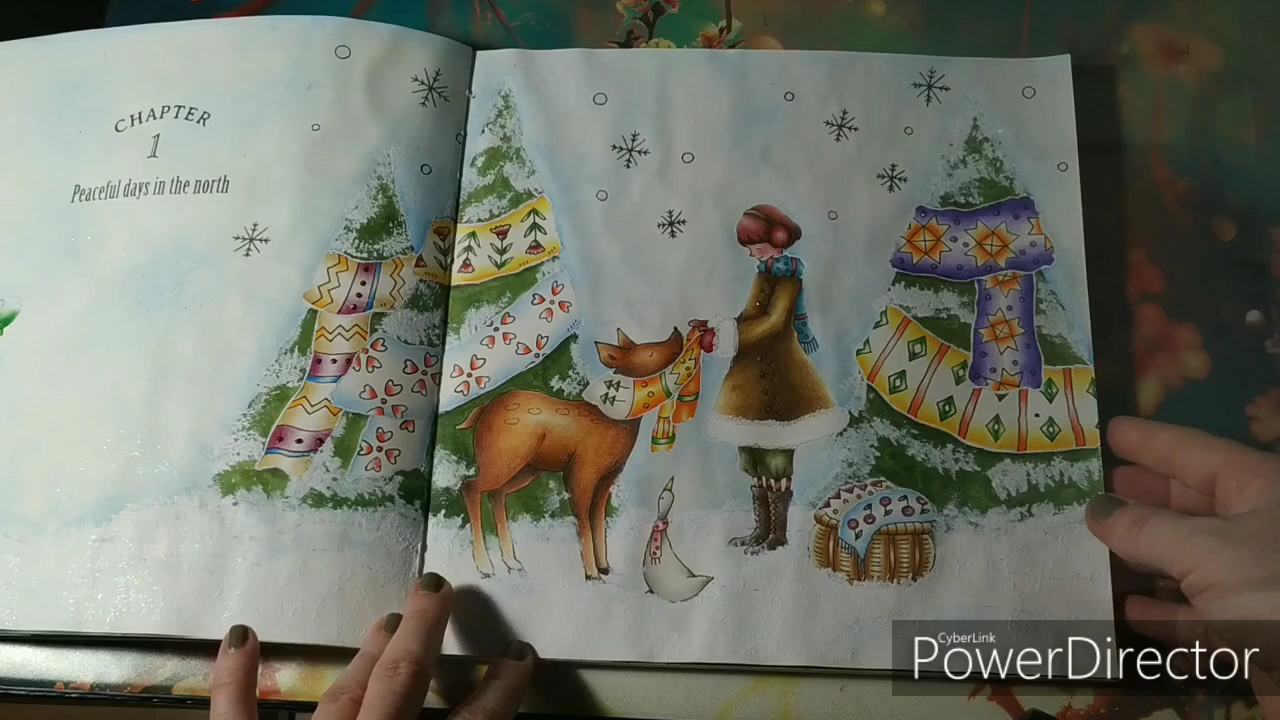 CHAPTER
1
Peaceful days in the north
CyberLink
PowerDirector